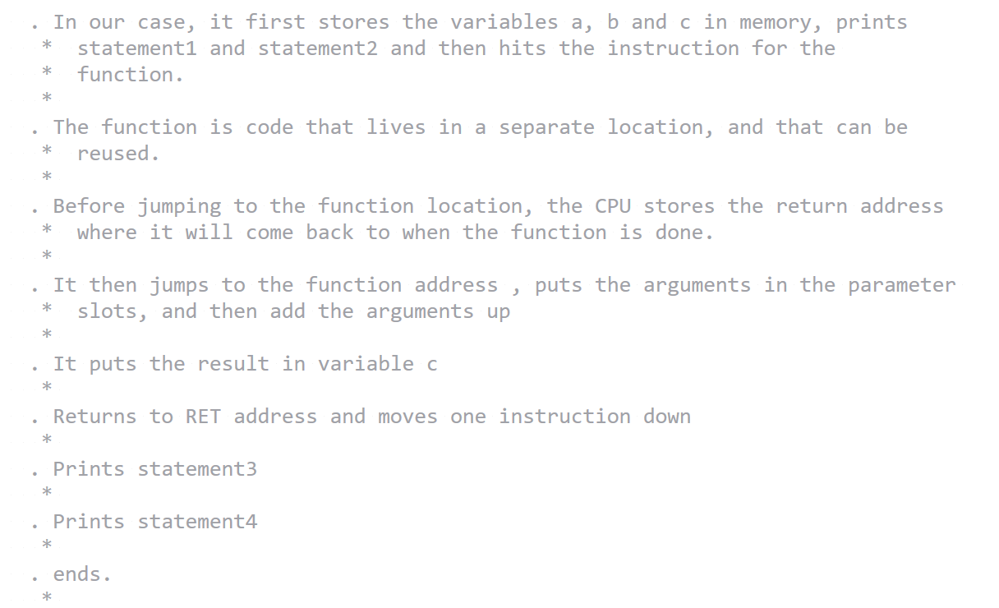 . In our case, it first stores the variables a, b and c in memory, prints
*  statement1 and statement2 and then hits the instruction for the
*  function.
*
. The function is code that lives in a separate location, and that can be
*  reused.
*
. Before jumping to the function location, the CPU stores the return address
*  where it will come back to when the function is done.
*
. It then jumps to the function address , puts the arguments in the parameter
*  slots, and then add the arguments up
*
. It puts the result in variable c
*
. Returns to RET address and moves one instruction down
*
. Prints statement3
*
. Prints statement4
*
. ends.
*